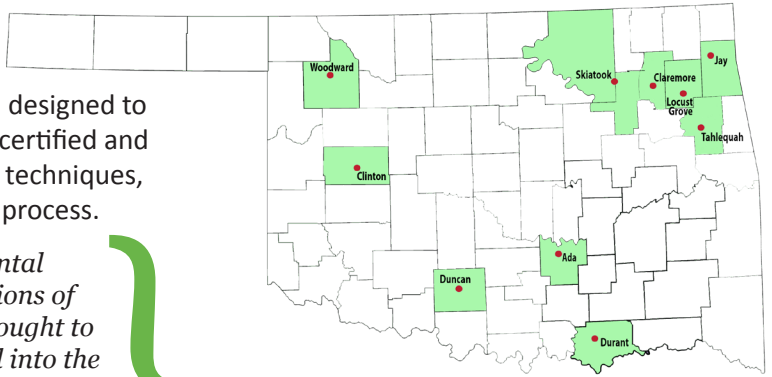 designed to
certified and
techniques,
process.
ntal
ions of
ought to
l into the
}
Woodward
Skiatook
Claremore
Jay
Locust
Grove
Tahlequah
Clinton
Ada
Duncan
Durant